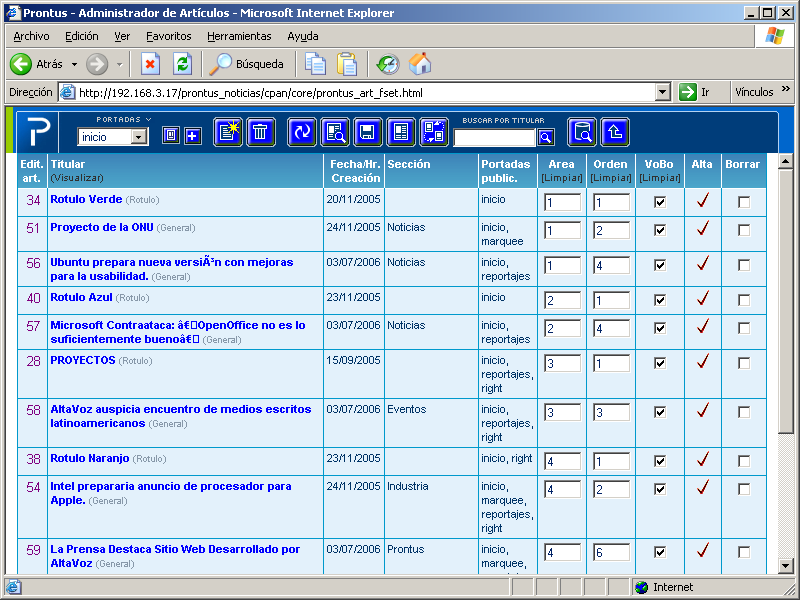 Prontus - Administrador de Artículos - Microsoft Internet Explorer
Archivo Edición Ver Favoritos Herramientas Ayuda
Atrás Búsqueda
Dirección http://192.168.3.17/prontus_noticias/cpan/core/prontus_art_fset.html Ir Vínculos »
PORTADAS BUSCAR POR TITULAR
inicio
Edit. Titular Fecha/Hr. Sección Portadas Area Orden VoBo Alta Borrar
art. (Visualizar) Creación public. [Limpiar] [Limpiar] [Limpiar]
34 Rotulo Verde (Rotulo) 20/11/2005 inicio 1 1
51 Proyecto de la ONU (General) 24/11/2005 Noticias inicio, 1 2
marquee
56 Ubuntu prepara nueva versiÃ³n con mejoras 03/07/2006 Noticias inicio, 1 4
para la usabilidad. (General) reportajes
40 Rotulo Azul (Rotulo) 23/11/2005 inicio 2 1
57 Microsoft Contraataca: â€□OpenOffice no es lo 03/07/2006 Noticias inicio, 2 4
suficientemente buenoâ€□ (General) reportajes
28 PROYECTOS (Rotulo) 15/09/2005 inicio, 3 1
reportajes,
right
58 AltaVoz auspicia encuentro de medios escritos 03/07/2006 Eventos inicio, 3 3
latinoamericanos (General) reportajes,
right
38 Rotulo Naranjo (Rotulo) 23/11/2005 inicio, right 4 1
54 Intel prepararia anuncio de procesador para 24/11/2005 Industria inicio, 4 2
Apple. (General) marquee,
reportajes,
right
59 La Prensa Destaca Sitio Web Desarrollado por 03/07/2006 Prontus inicio, 4 6
AltaVoz (General) marquee,
Internet